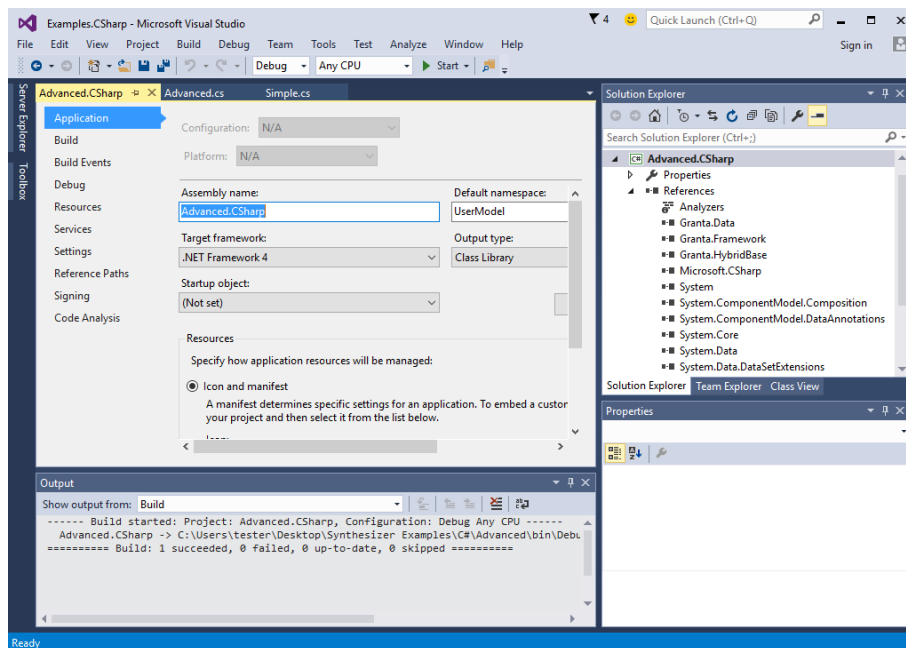 Examples.CSharp - Microsoft Visual Studio
4
Quick Launch (Ctrl+Q)
File Edit View Project Build Debug Team Tools Test Analyze Window Help
Sign in
Debug Any CPU Start
Server Explorer
Toolbox
Advanced.CSharp Advanced.cs Simple.cs
Application
Build
Build Events
Debug
Resources
Services
Settings
Reference Paths
Signing
Code Analysis
Configuration: N/A
Platform: N/A
Assembly name: Default namespace:
Advanced.CSharp UserModel
Target framework: Output type:
.NET Framework 4 Class Library
Startup object:
(Not set)
Resources
Specify how application resources will be managed:
Icon and manifest
A manifest determines specific settings for an application. To embed a custor
your project and then select it from the list below.
Output
Show output from: Build
------ Build started: Project: Advanced.CSharp, Configuration: Debug Any CPU ------
Advanced.CSharp -> C:\Users\tester\Desktop\Synthesizer Examples\C#\Advanced\bin\Debu
========== Build: 1 succeeded, 0 failed, 0 up-to-date, 0 skipped ==========
Solution Explorer
Search Solution Explorer (Ctrl+;)
C# Advanced.CSharp
Properties
References
Analyzers
Granta.Data
Granta.Framework
Granta.HybridBase
Microsoft.CSharp
System
System.ComponentModel.Composition
System.ComponentModel.DataAnnotations
System.Core
System.Data
System.Data.DataSetExtensions
Solution Explorer Team Explorer Class View
Properties
Ready